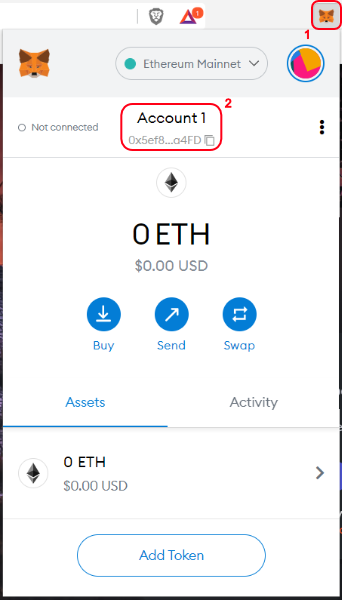 1
1
Ethereum Mainnet
2
Not connected
Account 1
0x5ef8...a4FD
0 ETH
$0.00 USD
Buy Send Swap
Assets Activity
0 ETH
$0.00 USD
Add Token